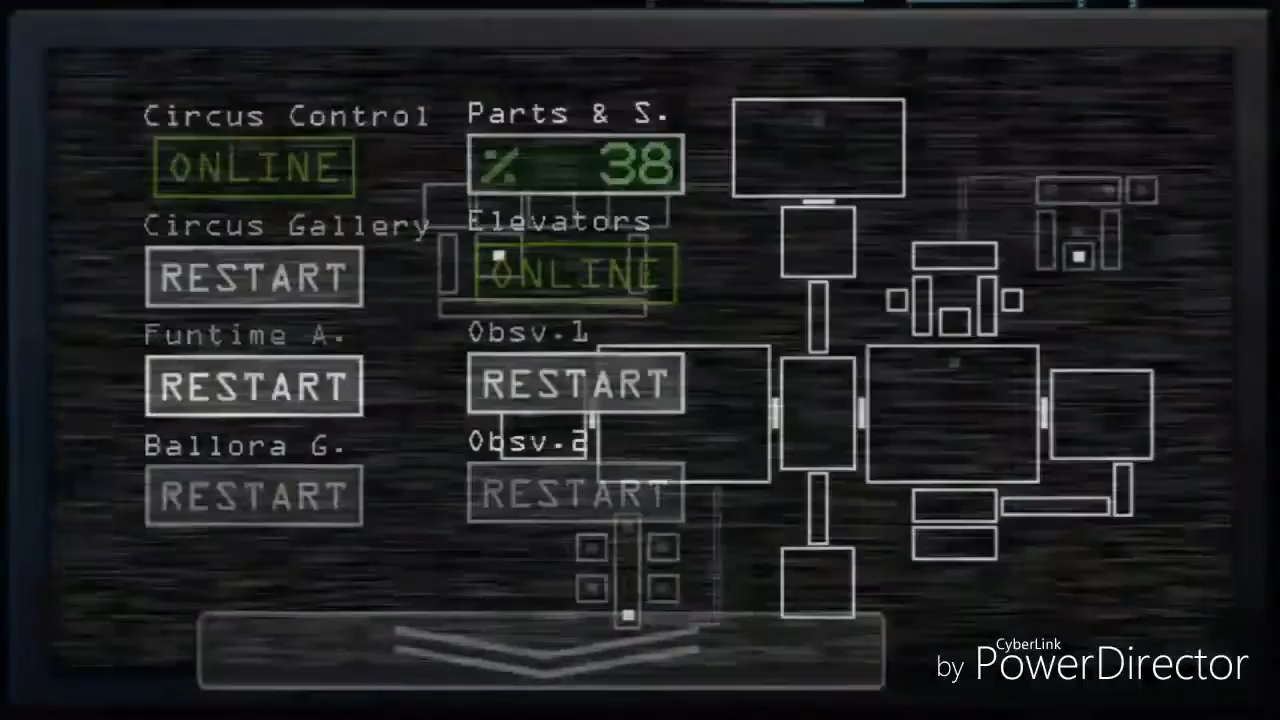 Circus Control
ONLINE
Circus Gallery
RESTART
Funtime A.
RESTART
Ballora G.
RESTART
Parts & S.
% 38
Elevators
ONLINE
Obsv.1
RESTART
Obsv.2
RESTART
by CyberLink PowerDirector